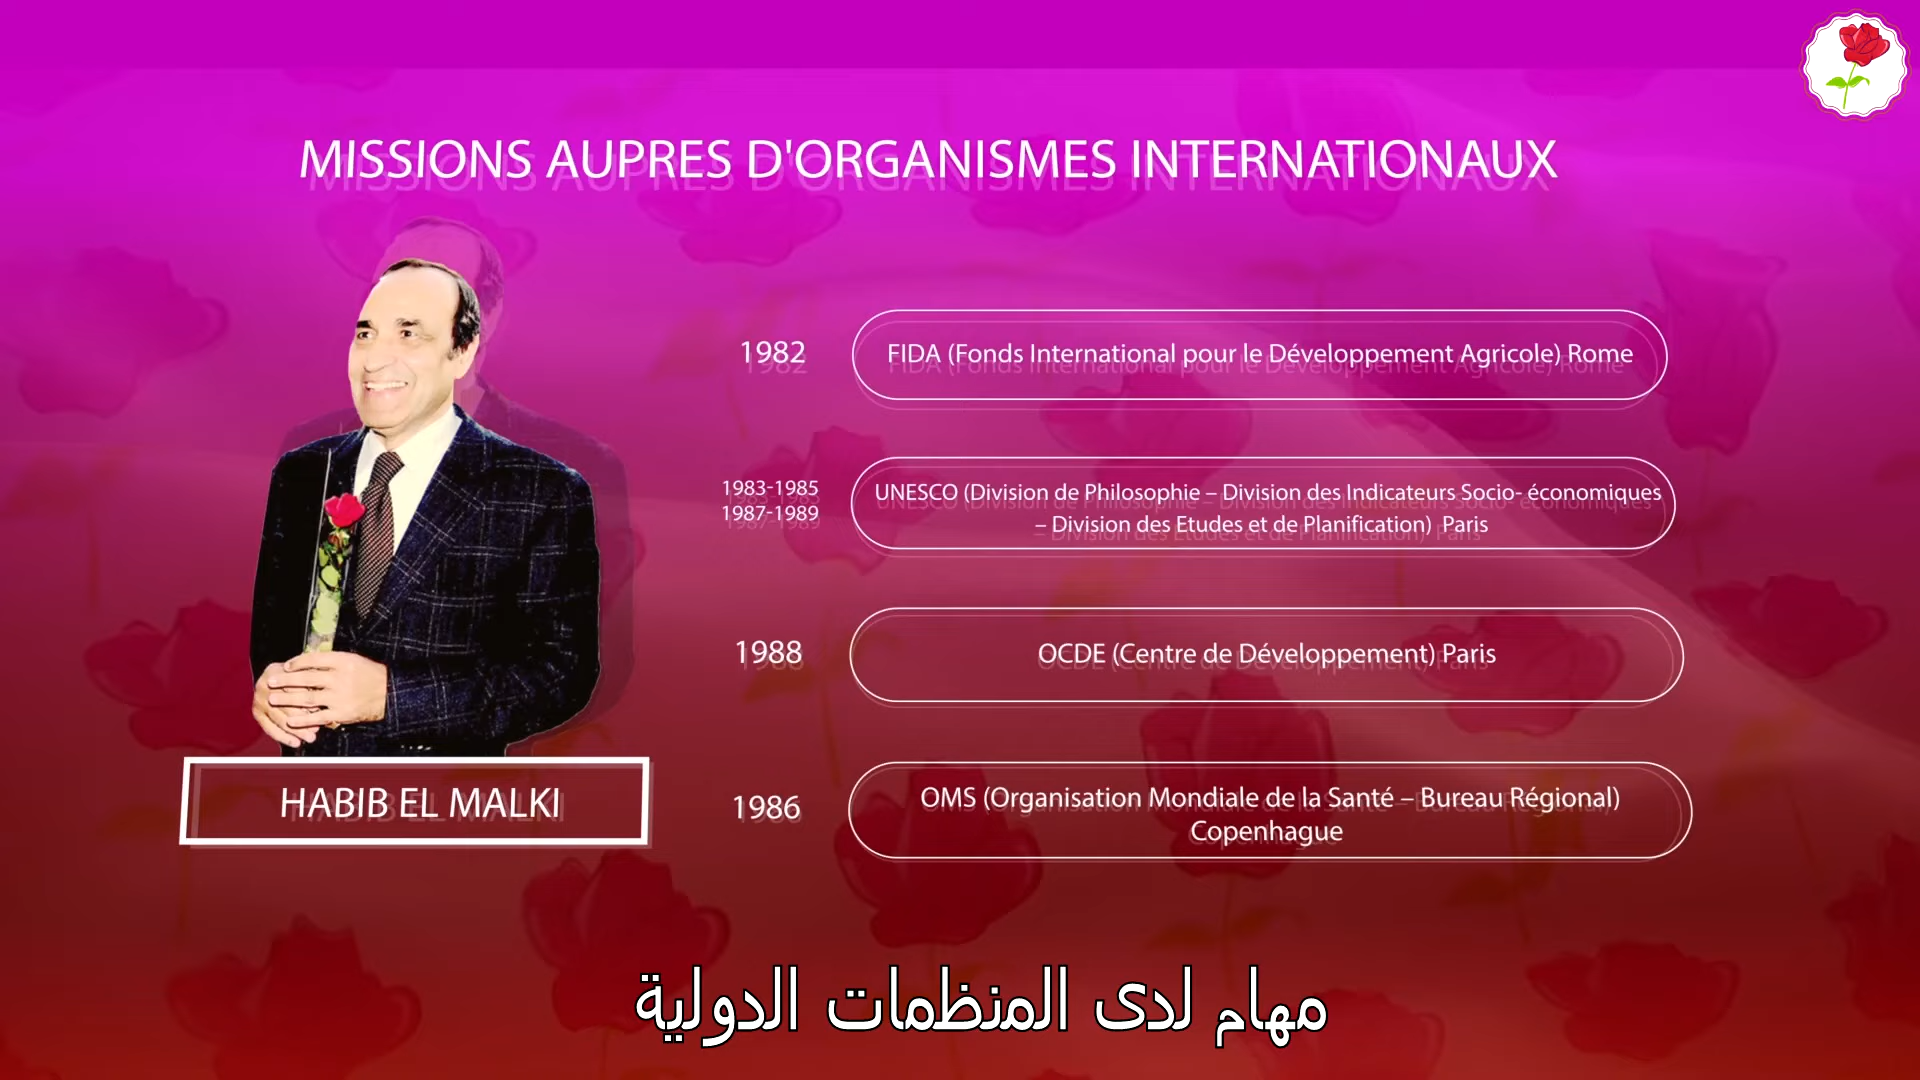 MISSIONS AUPRES D'ORGANISMES INTERNATIONAUX
1982
FIDA (Fonds International pour le Développement Agricole) Rome
1983-1985
1987-1989
UNESCO (Division de Philosophie – Division des Indicateurs Socio- économiques
– Division des Etudes et de Planification) Paris
1988
OCDE (Centre de Développement) Paris
HABIB EL MALKI
1986
OMS (Organisation Mondiale de la Santé – Bureau Régional)
Copenhague
مهام لدى المنظمات الدولية